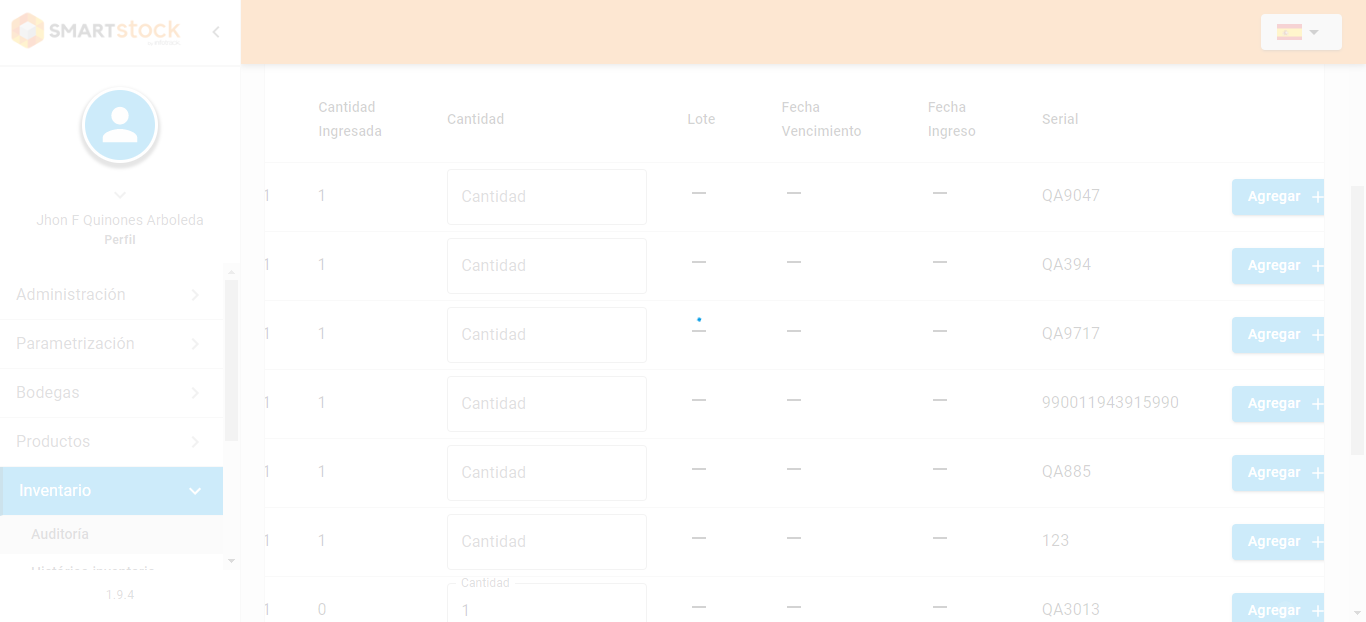 SMARTstock
Jhon F Quinones Arboleda
Perfil
Administración
Parametrización
Bodegas
Productos
Inventario
Auditoría
Histórico inventario
1.9.4
Cantidad Ingresada Cantidad Lote Fecha Vencimiento Fecha Ingreso Serial
1 1 Cantidad — — — QA9047 Agregar +
1 1 Cantidad — — — QA394 Agregar +
1 1 Cantidad — — — QA9717 Agregar +
1 1 Cantidad — — — 990011943915990 Agregar +
1 1 Cantidad — — — QA885 Agregar +
1 1 Cantidad — — — 123 Agregar +
Cantidad
1 0 1 — — — QA3013 Agregar +